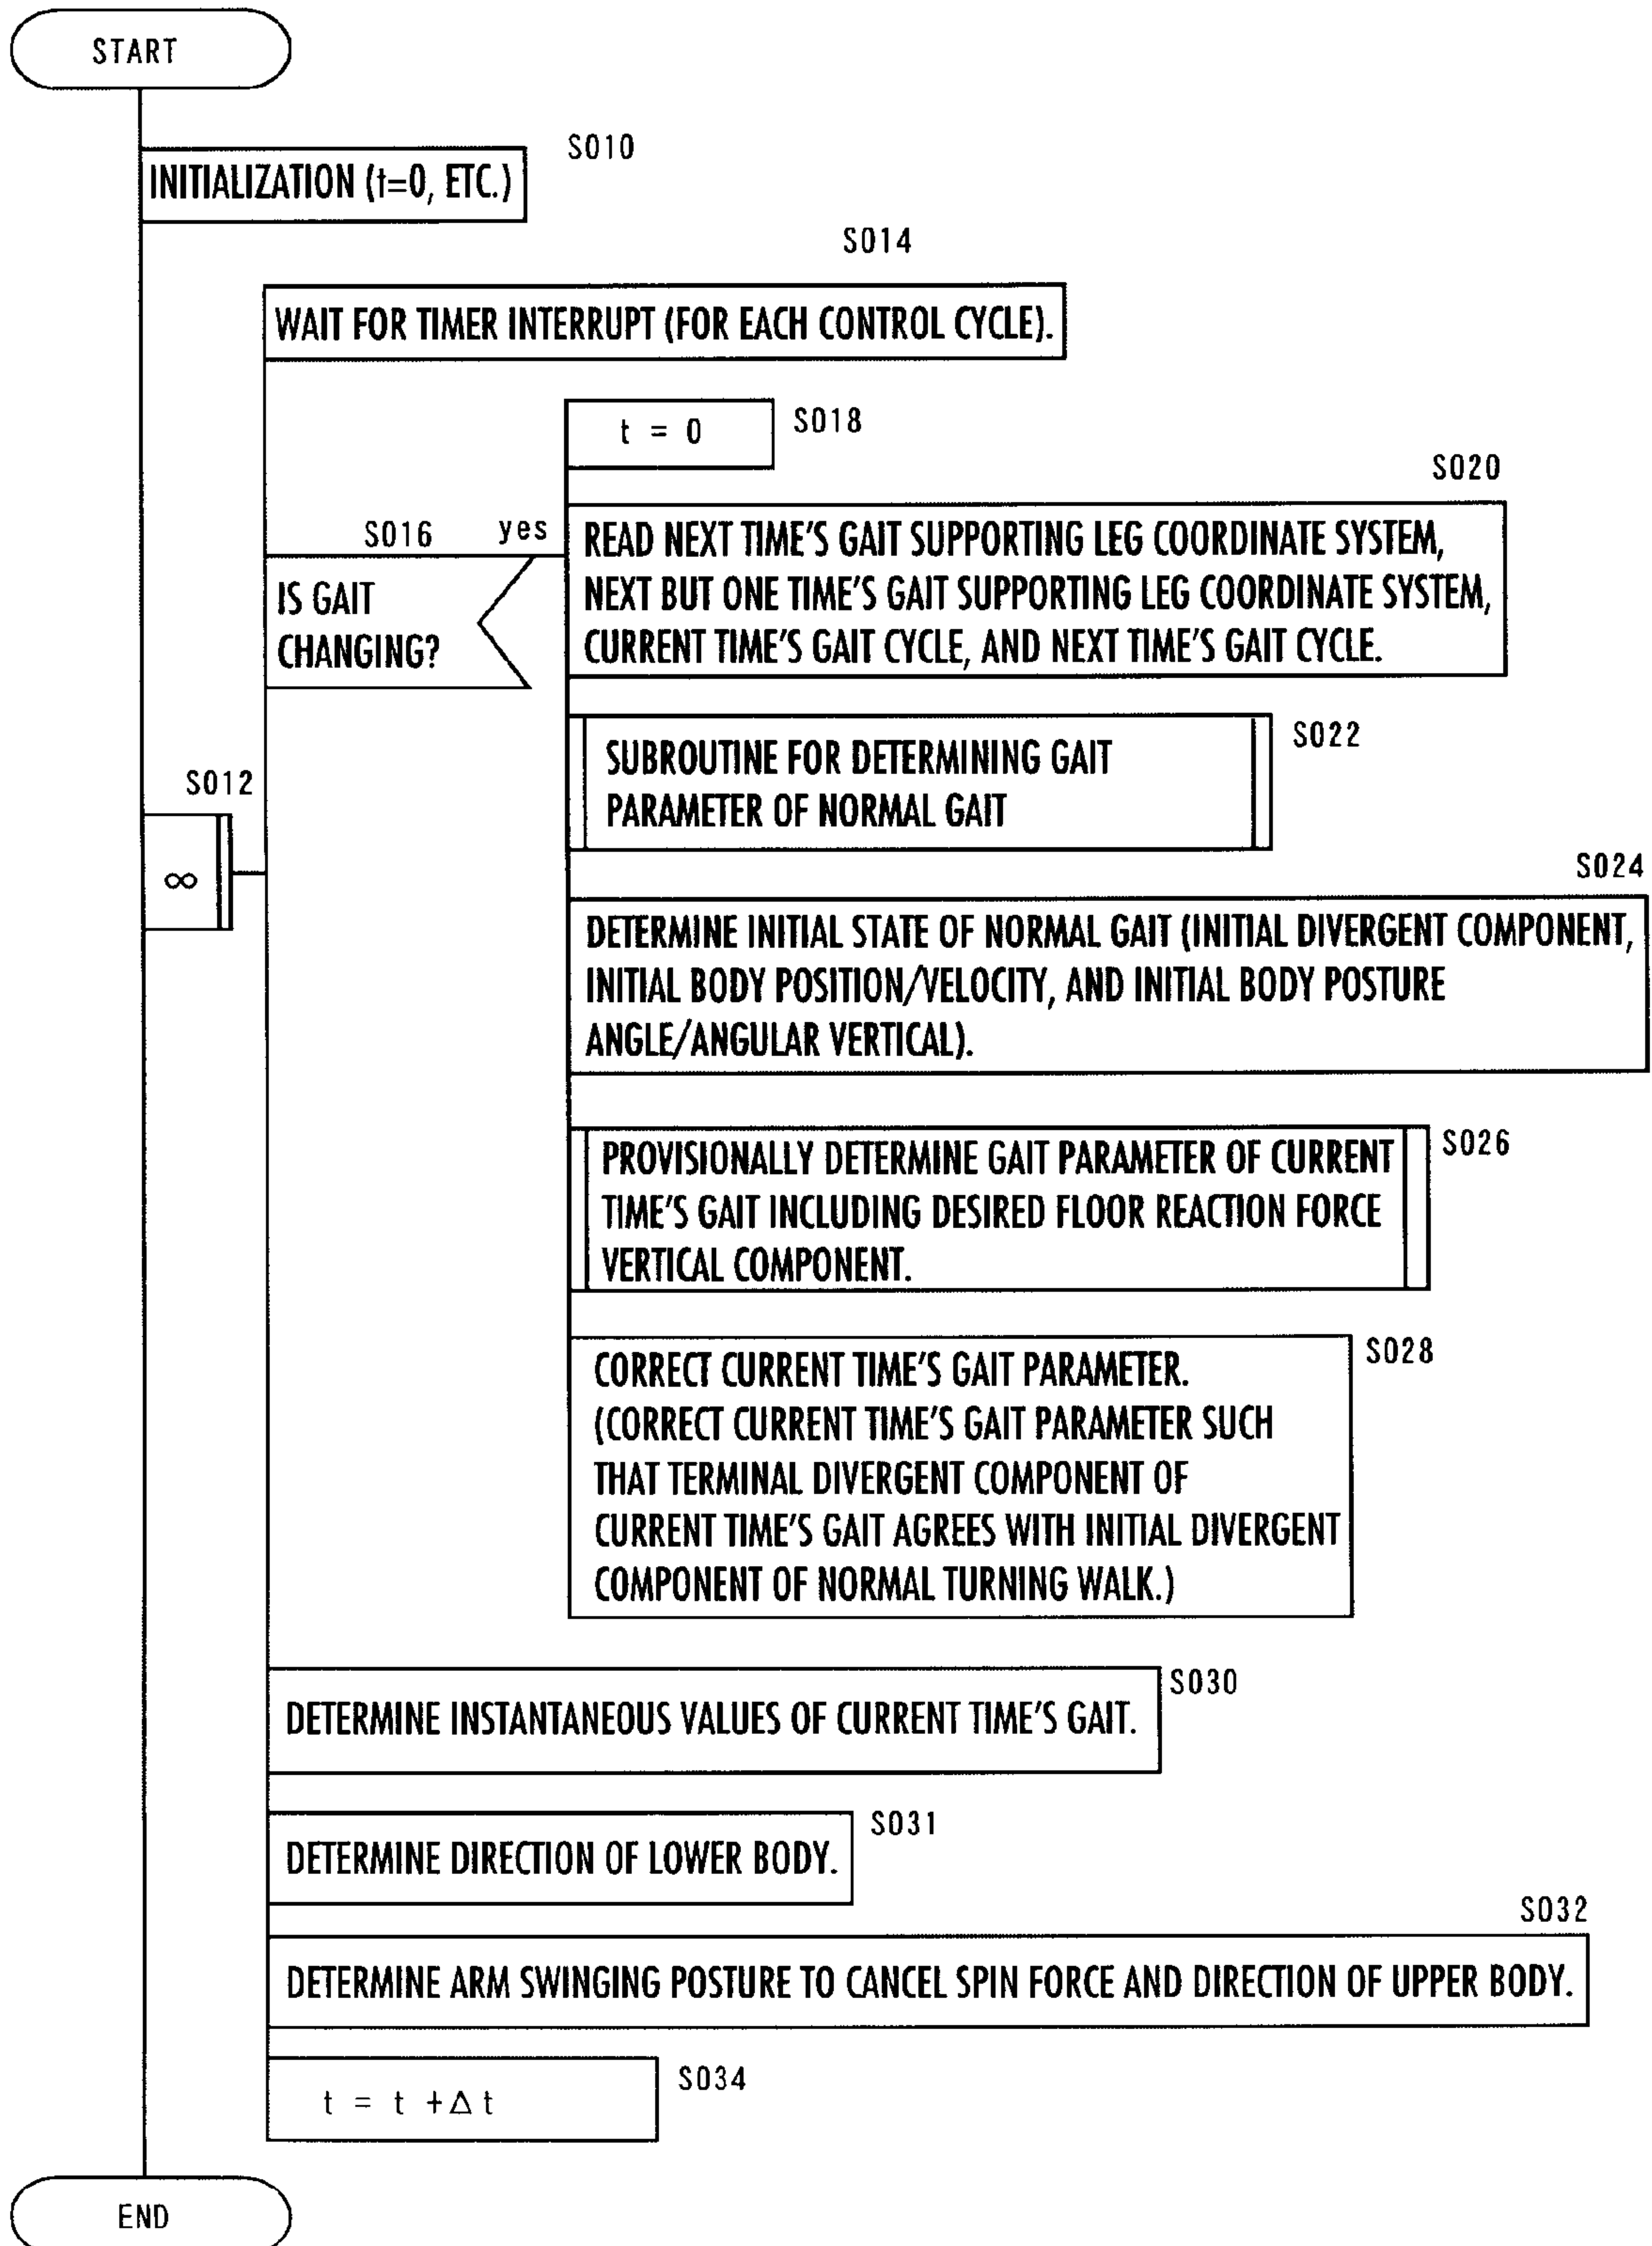 START
S010
INITIALIZATION (t=0, ETC.)
S014
WAIT FOR TIMER INTERRUPT (FOR EACH CONTROL CYCLE).
t = 0
S018
S020
S016
yes
READ NEXT TIME'S GAIT SUPPORTING LEG COORDINATE SYSTEM,
NEXT BUT ONE TIME'S GAIT SUPPORTING LEG COORDINATE SYSTEM,
CURRENT TIME'S GAIT CYCLE, AND NEXT TIME'S GAIT CYCLE.
IS GAIT
CHANGING?
S022
SUBROUTINE FOR DETERMINING GAIT
PARAMETER OF NORMAL GAIT
S012
∞
S024
DETERMINE INITIAL STATE OF NORMAL GAIT (INITIAL DIVERGENT COMPONENT,
INITIAL BODY POSITION/VELOCITY, AND INITIAL BODY POSTURE
ANGLE/ANGULAR VERTICAL).
S026
PROVISIONALLY DETERMINE GAIT PARAMETER OF CURRENT
TIME'S GAIT INCLUDING DESIRED FLOOR REACTION FORCE
VERTICAL COMPONENT.
S028
CORRECT CURRENT TIME'S GAIT PARAMETER.
(CORRECT CURRENT TIME'S GAIT PARAMETER SUCH
THAT TERMINAL DIVERGENT COMPONENT OF
CURRENT TIME'S GAIT AGREES WITH INITIAL DIVERGENT
COMPONENT OF NORMAL TURNING WALK.)
S030
DETERMINE INSTANTANEOUS VALUES OF CURRENT TIME'S GAIT.
S031
DETERMINE DIRECTION OF LOWER BODY.
S032
DETERMINE ARM SWINGING POSTURE TO CANCEL SPIN FORCE AND DIRECTION OF UPPER BODY.
S034
t = t +Δt
END